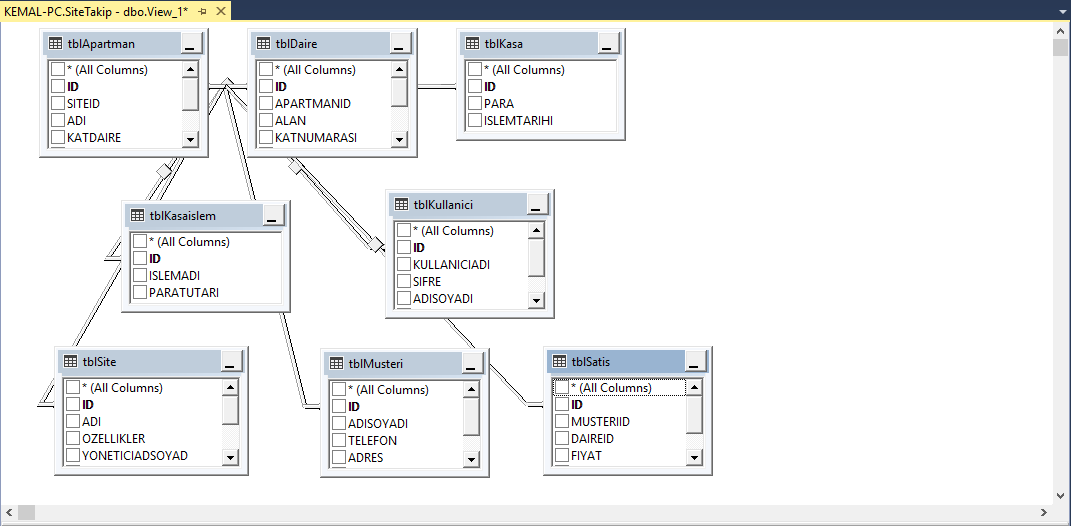 KEMAL-PC.SiteTakip - dbo.View_1*
tblApartman
* (All Columns)
ID
SITEID
ADI
KATDAIRE
tblDaire
* (All Columns)
ID
APARTMANID
ALAN
KATNUMARASI
tblKasa
* (All Columns)
ID
PARA
ISLEMTARIHI
tblKasaislem
* (All Columns)
ID
ISLEMADI
PARATUTARI
tblKullanici
* (All Columns)
ID
KULLANICIADI
SIFRE
ADISOYADI
tblSite
* (All Columns)
ID
ADI
OZELLIKLER
YONETICIADSOYAD
tblMusteri
* (All Columns)
ID
ADISOYADI
TELEFON
ADRES
tblSatis
* (All Columns)
ID
MUSTERIID
DAIREID
FIYAT